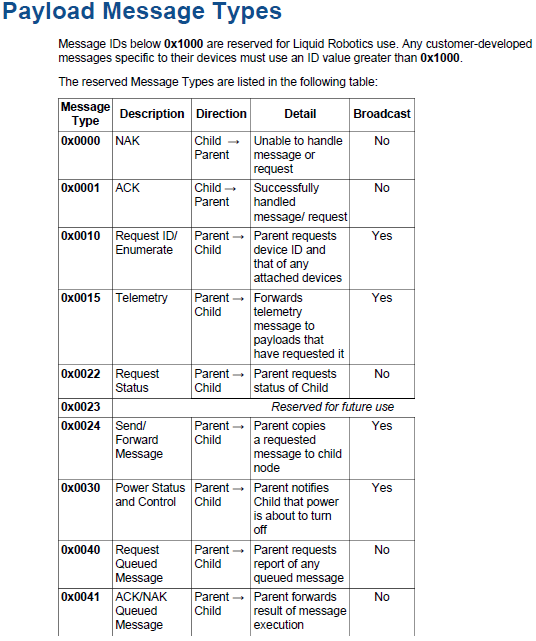 Payload Message Types
Message IDs below 0x1000 are reserved for Liquid Robotics use. Any customer-developed
messages specific to their devices must use an ID value greater than 0x1000.
The reserved Message Types are listed in the following table:
Message Type Description Direction Detail Broadcast
0x0000 NAK Child → Parent Unable to handle message or request No
0x0001 ACK Child → Parent Successfully handled message/ request No
0x0010 Request ID/ Enumerate Parent → Child Parent requests device ID and that of any attached devices Yes
0x0015 Telemetry Parent → Child Forwards telemetry message to payloads that have requested it Yes
0x0022 Request Status Parent → Child Parent requests status of Child No
0x0023 Reserved for future use
0x0024 Send/ Forward Message Parent → Child Parent copies a requested message to child node Yes
0x0030 Power Status and Control Parent → Child Parent notifies Child that power is about to turn off Yes
0x0040 Request Queued Message Parent → Child Parent requests report of any queued message No
0x0041 ACK/NAK Queued Message Parent → Child Parent forwards result of message execution No